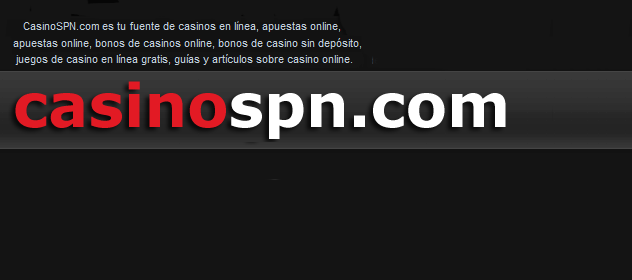 CasinoSPN.com es tu fuente de casinos en línea, apuestas online,
apuestas online, bonos de casinos online, bonos de casino sin depósito,
juegos de casino en línea gratis, guías y artículos sobre casino online.
casinospn.com